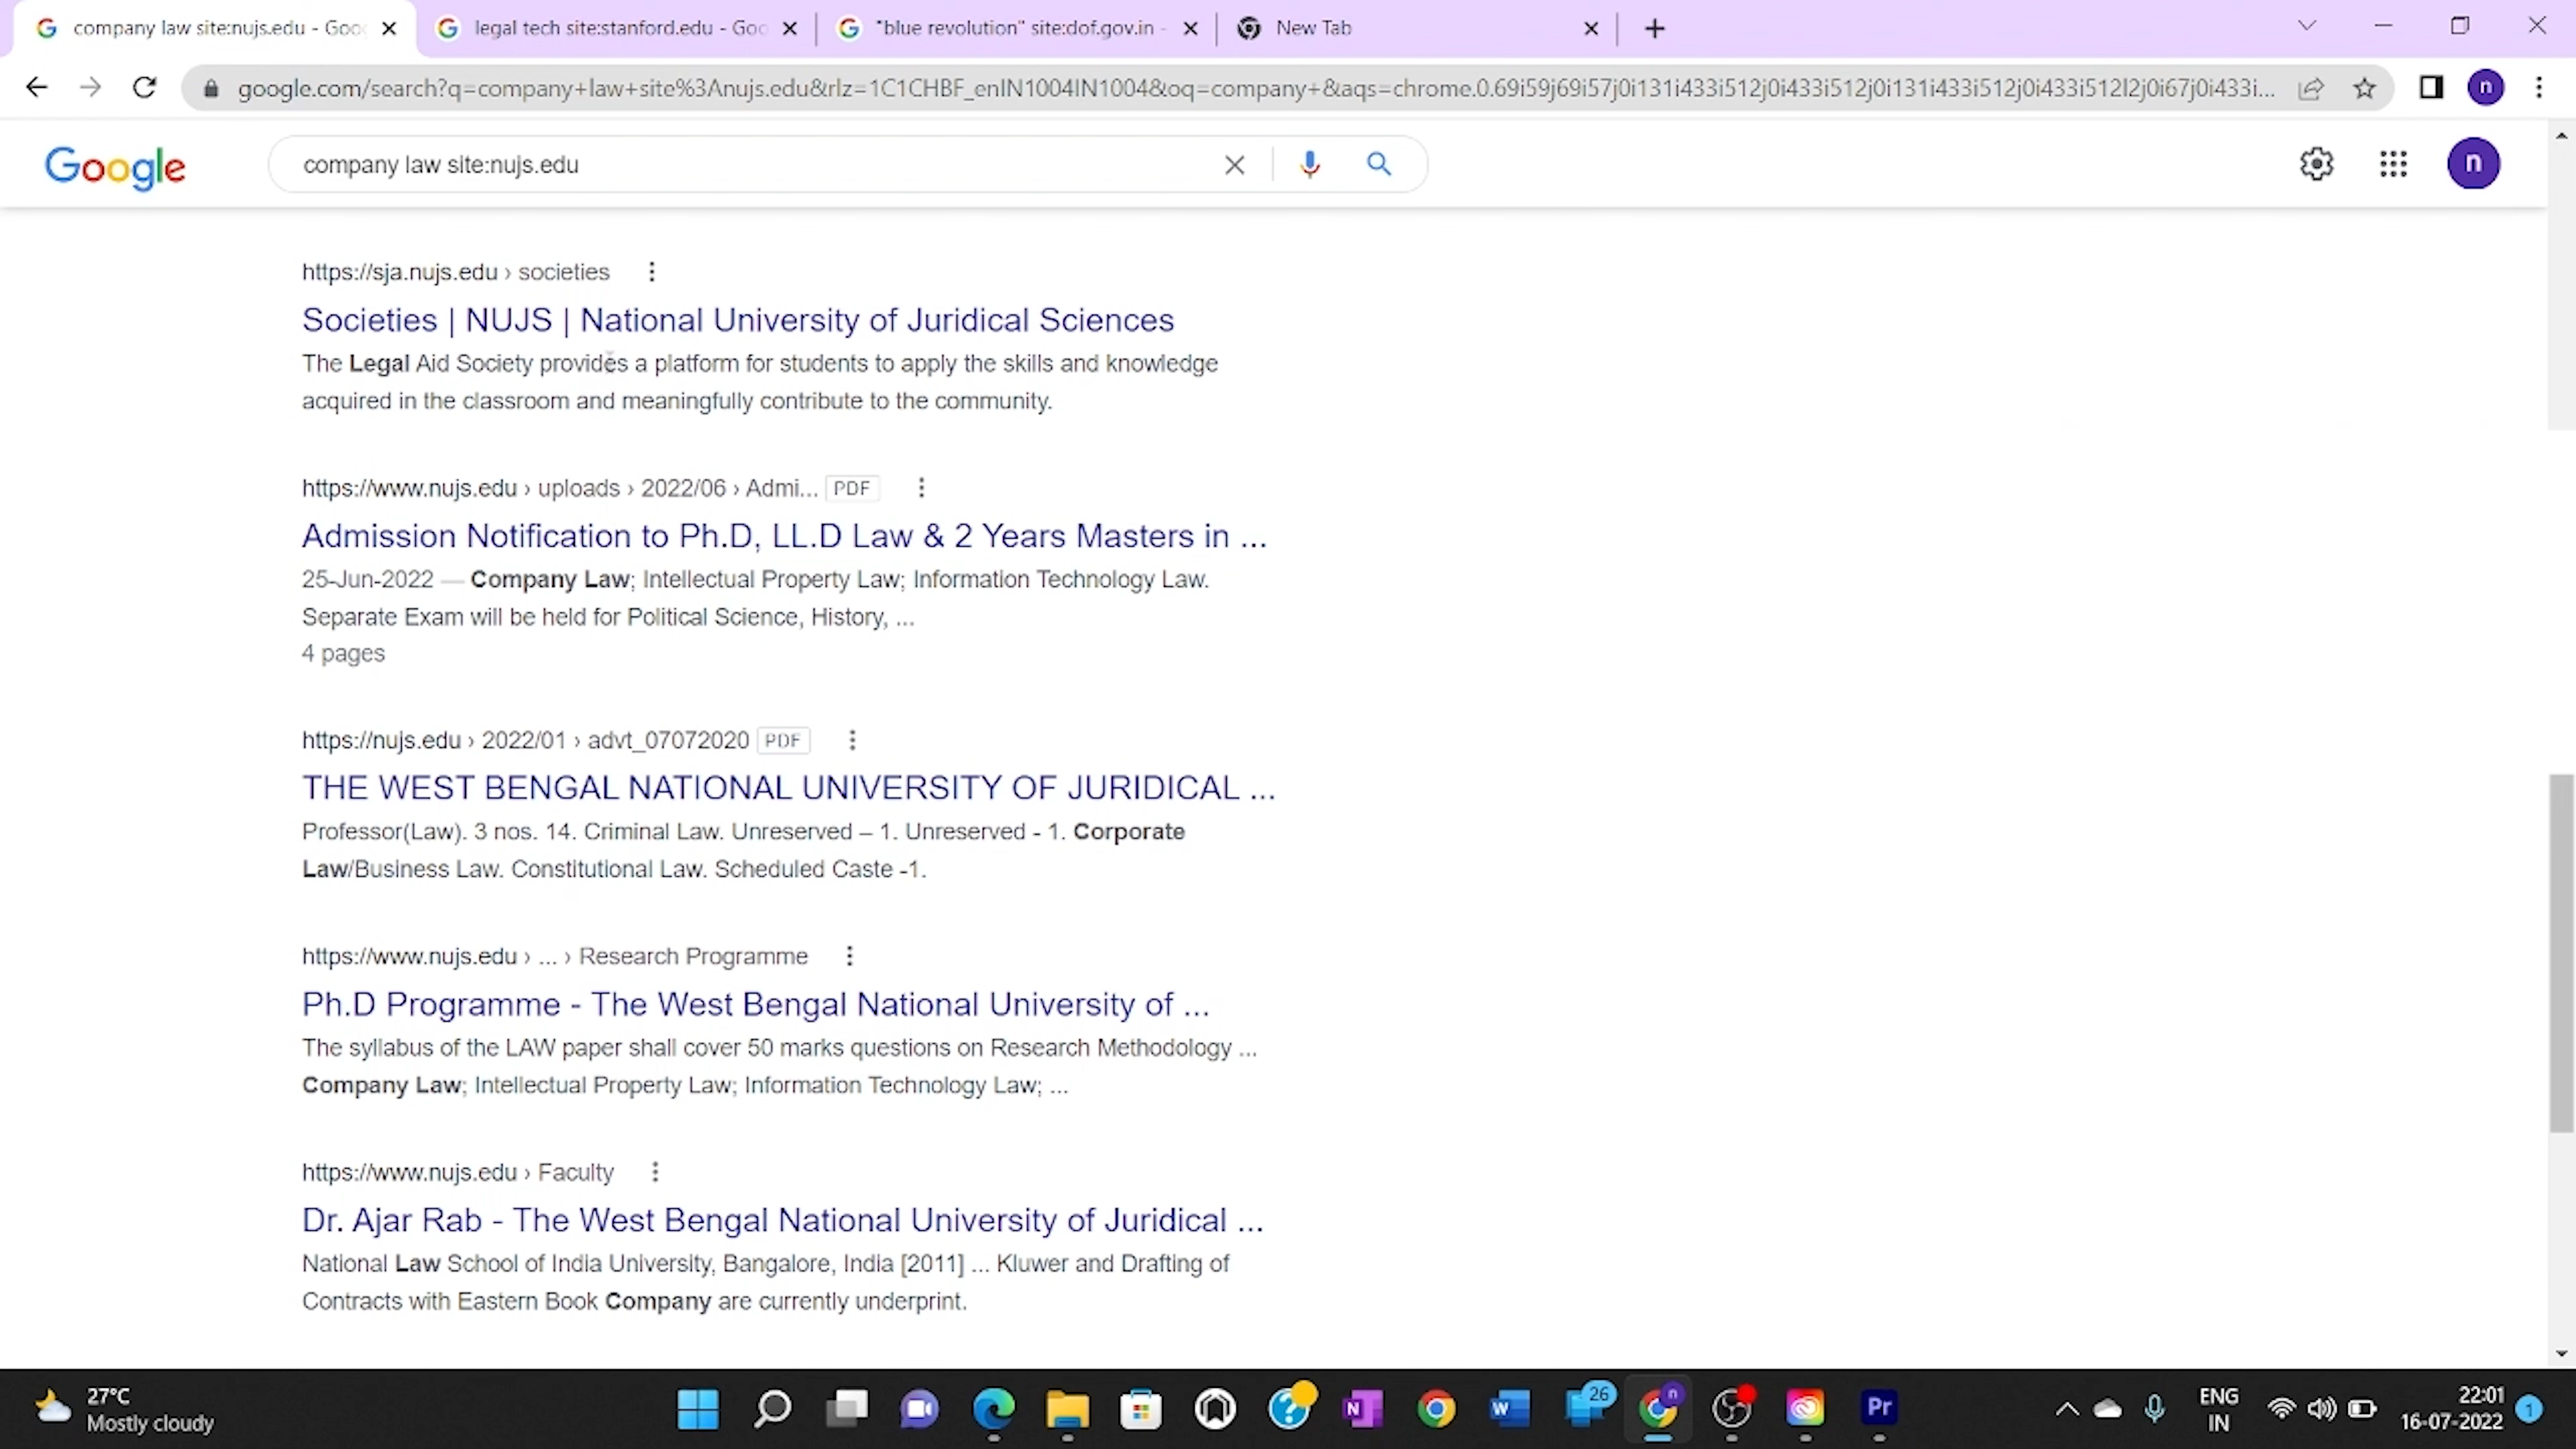 company law site:nujs.edu - Goo
legal tech site:stanford.edu - Goo
"blue revolution" site:dof.gov.in -
New Tab
google.com/search?q=company+law+site%3Anujs.edu&rlz=1C1CHBF_enIN1004IN1004&oq=company+&aqs=chrome.0.69i59j69i57j0i131i433i512j0i433i512j0i131i433i512j0i433i512l2j0i67j0i433i...
n
Google
company law site:nujs.edu
n
https://sja.nujs.edu › societies
Societies | NUJS | National University of Juridical Sciences
The Legal Aid Society provides a platform for students to apply the skills and knowledge
acquired in the classroom and meaningfully contribute to the community.
https://www.nujs.edu › uploads › 2022/06 › Admi... PDF
Admission Notification to Ph.D, LL.D Law & 2 Years Masters in ...
25-Jun-2022 — Company Law; Intellectual Property Law; Information Technology Law.
Separate Exam will be held for Political Science, History, ...
4 pages
https://nujs.edu › 2022/01 › advt_07072020 PDF
THE WEST BENGAL NATIONAL UNIVERSITY OF JURIDICAL ...
Professor(Law). 3 nos. 14. Criminal Law. Unreserved – 1. Unreserved - 1. Corporate
Law/Business Law. Constitutional Law. Scheduled Caste -1.
https://www.nujs.edu › ... › Research Programme
Ph.D Programme - The West Bengal National University of ...
The syllabus of the LAW paper shall cover 50 marks questions on Research Methodology ...
Company Law; Intellectual Property Law; Information Technology Law; ...
https://www.nujs.edu › Faculty
Dr. Ajar Rab - The West Bengal National University of Juridical ...
National Law School of India University, Bangalore, India [2011] ... Kluwer and Drafting of
Contracts with Eastern Book Company are currently underprint.
27°C
Mostly cloudy
N
W
26
n
Pr
ENG
IN
22:01
16-07-2022
1